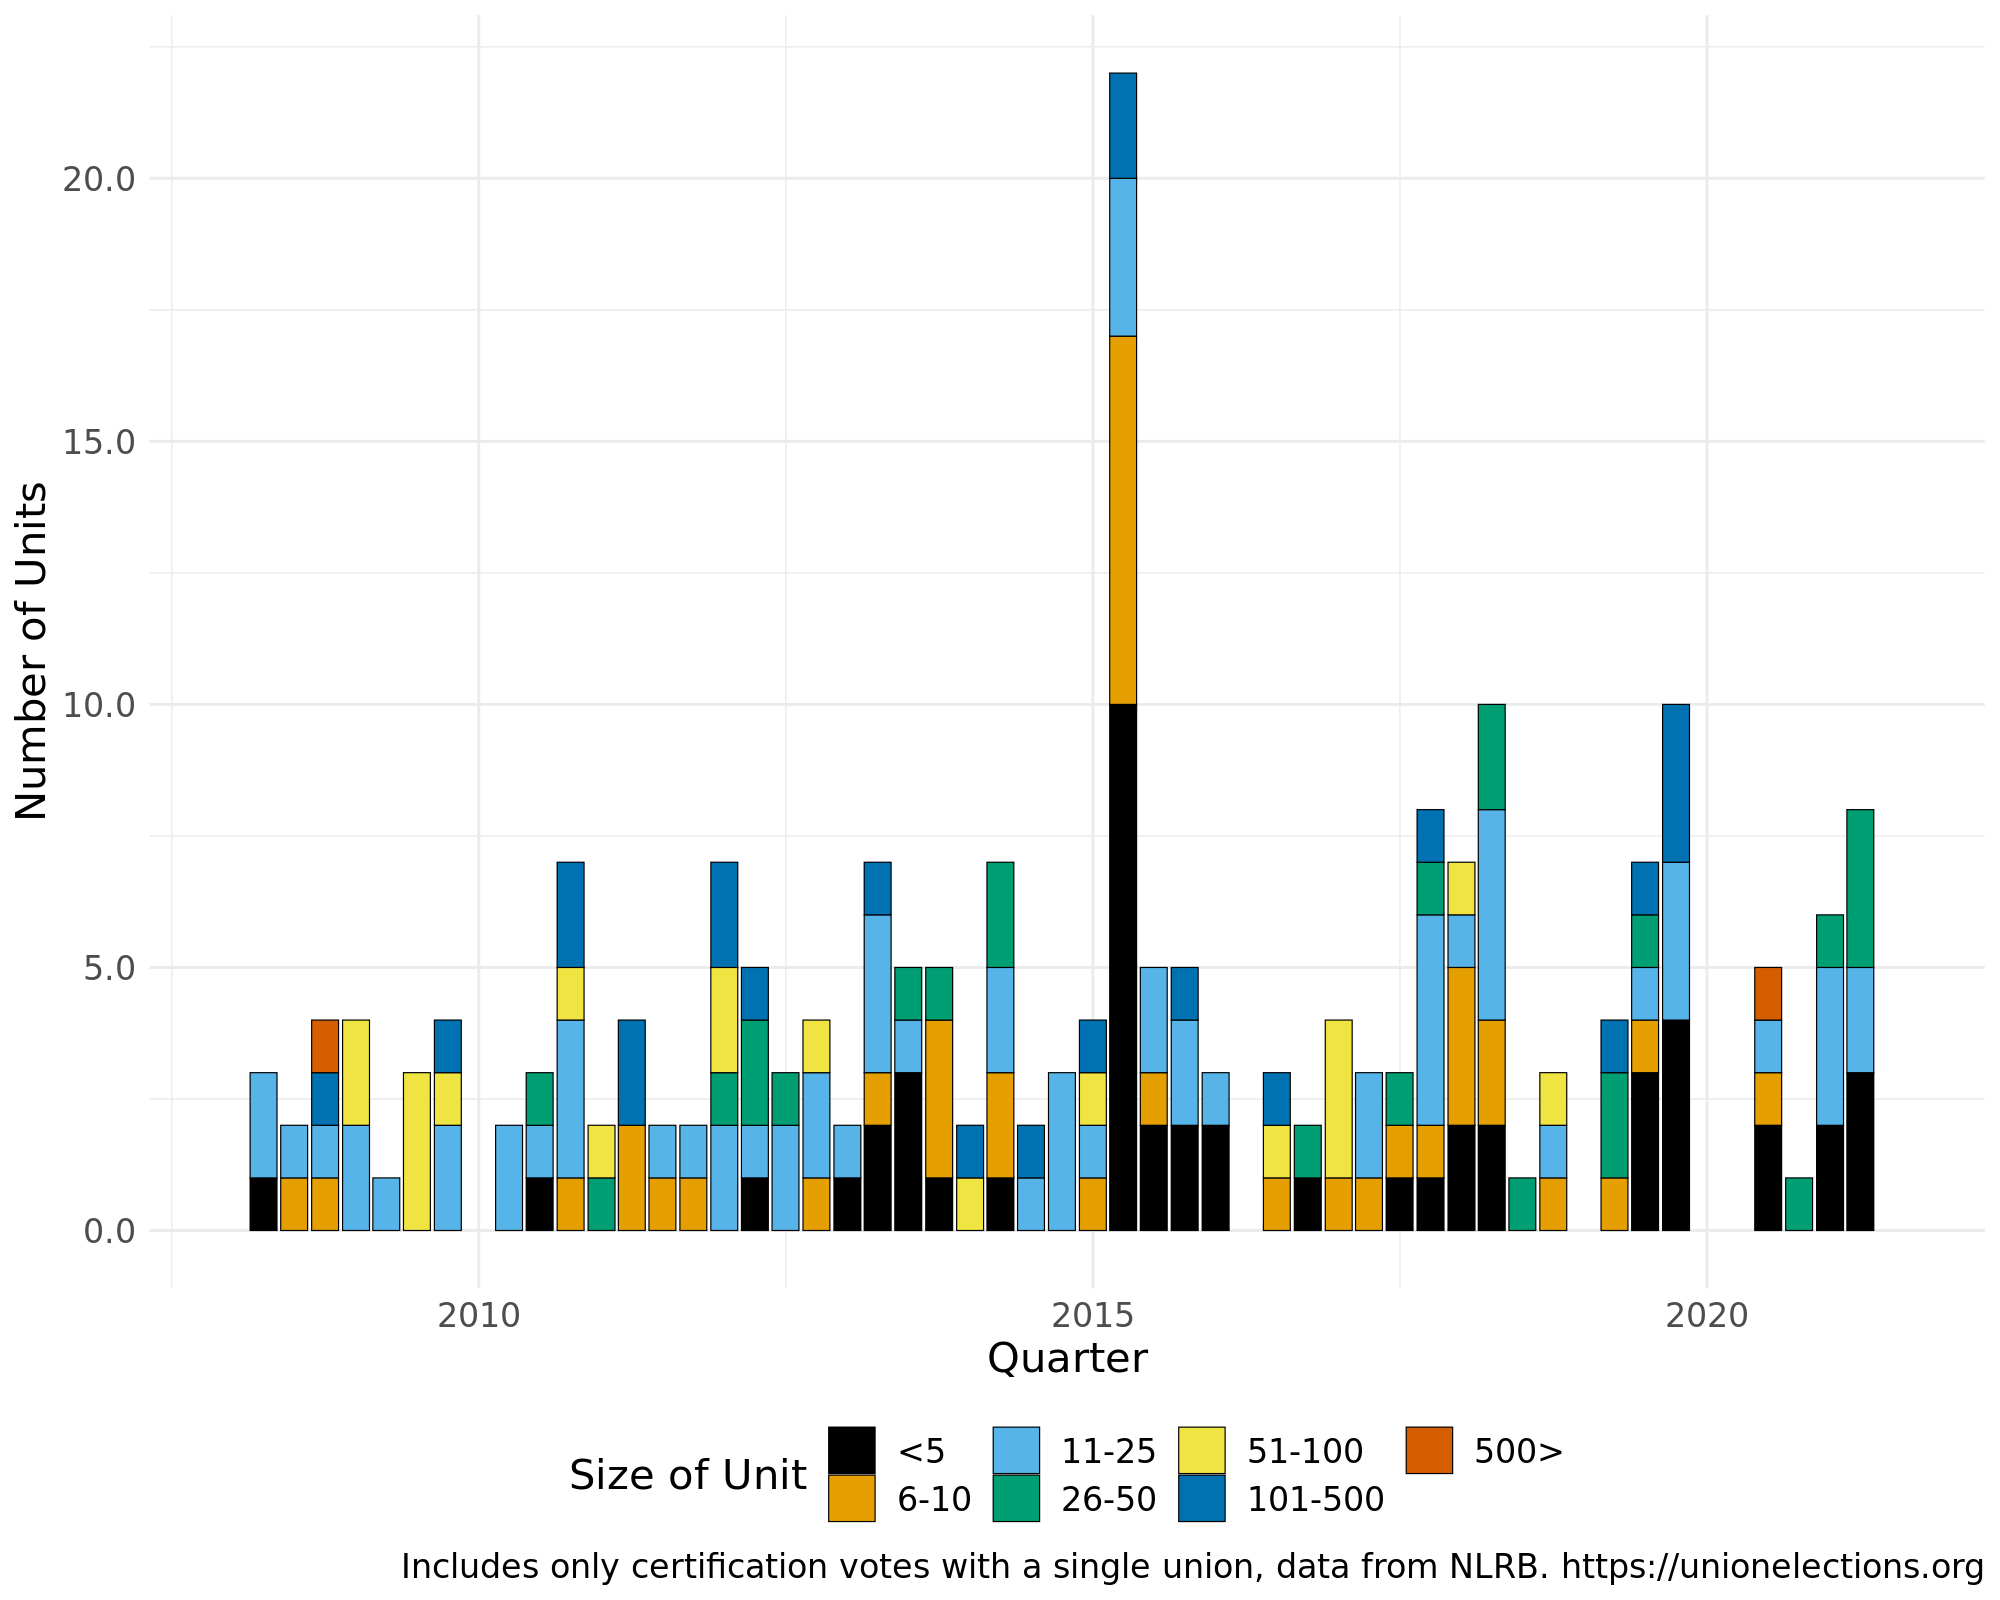 Number of Units
20.0
15.0
10.0
5.0
0.0
2010 2015 2020
Quarter
Size of Unit
<5 11-25 51-100 500>
6-10 26-50 101-500
Includes only certification votes with a single union, data from NLRB. https://unionelections.org